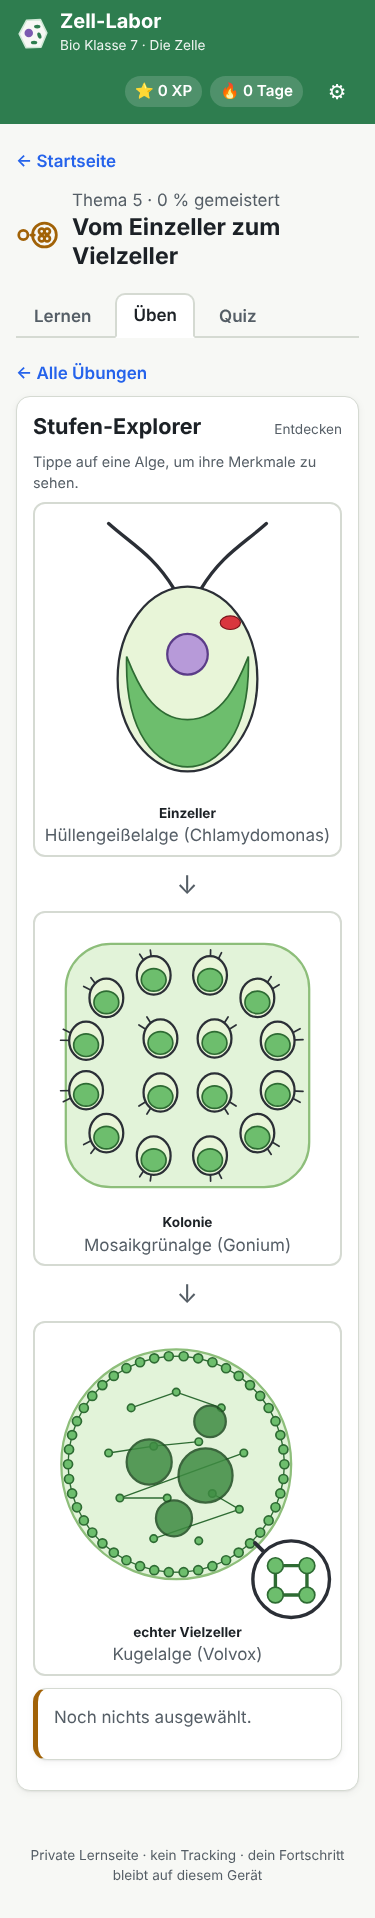 Zell-Labor
Bio Klasse 7 · Die Zelle
⭐ 0 XP
🔥 0 Tage
⚙
← Startseite
Thema 5 · 0 % gemeistert
Vom Einzeller zum
Vielzeller
Lernen
Üben
Quiz
← Alle Übungen
Stufen-Explorer
Entdecken
Tippe auf eine Alge, um ihre Merkmale zu
sehen.
Einzeller
Hüllengeißelalge (Chlamydomonas)
↓
Kolonie
Mosaikgrünalge (Gonium)
↓
echter Vielzeller
Kugelalge (Volvox)
Noch nichts ausgewählt.
Private Lernseite · kein Tracking · dein Fortschritt
bleibt auf diesem Gerät